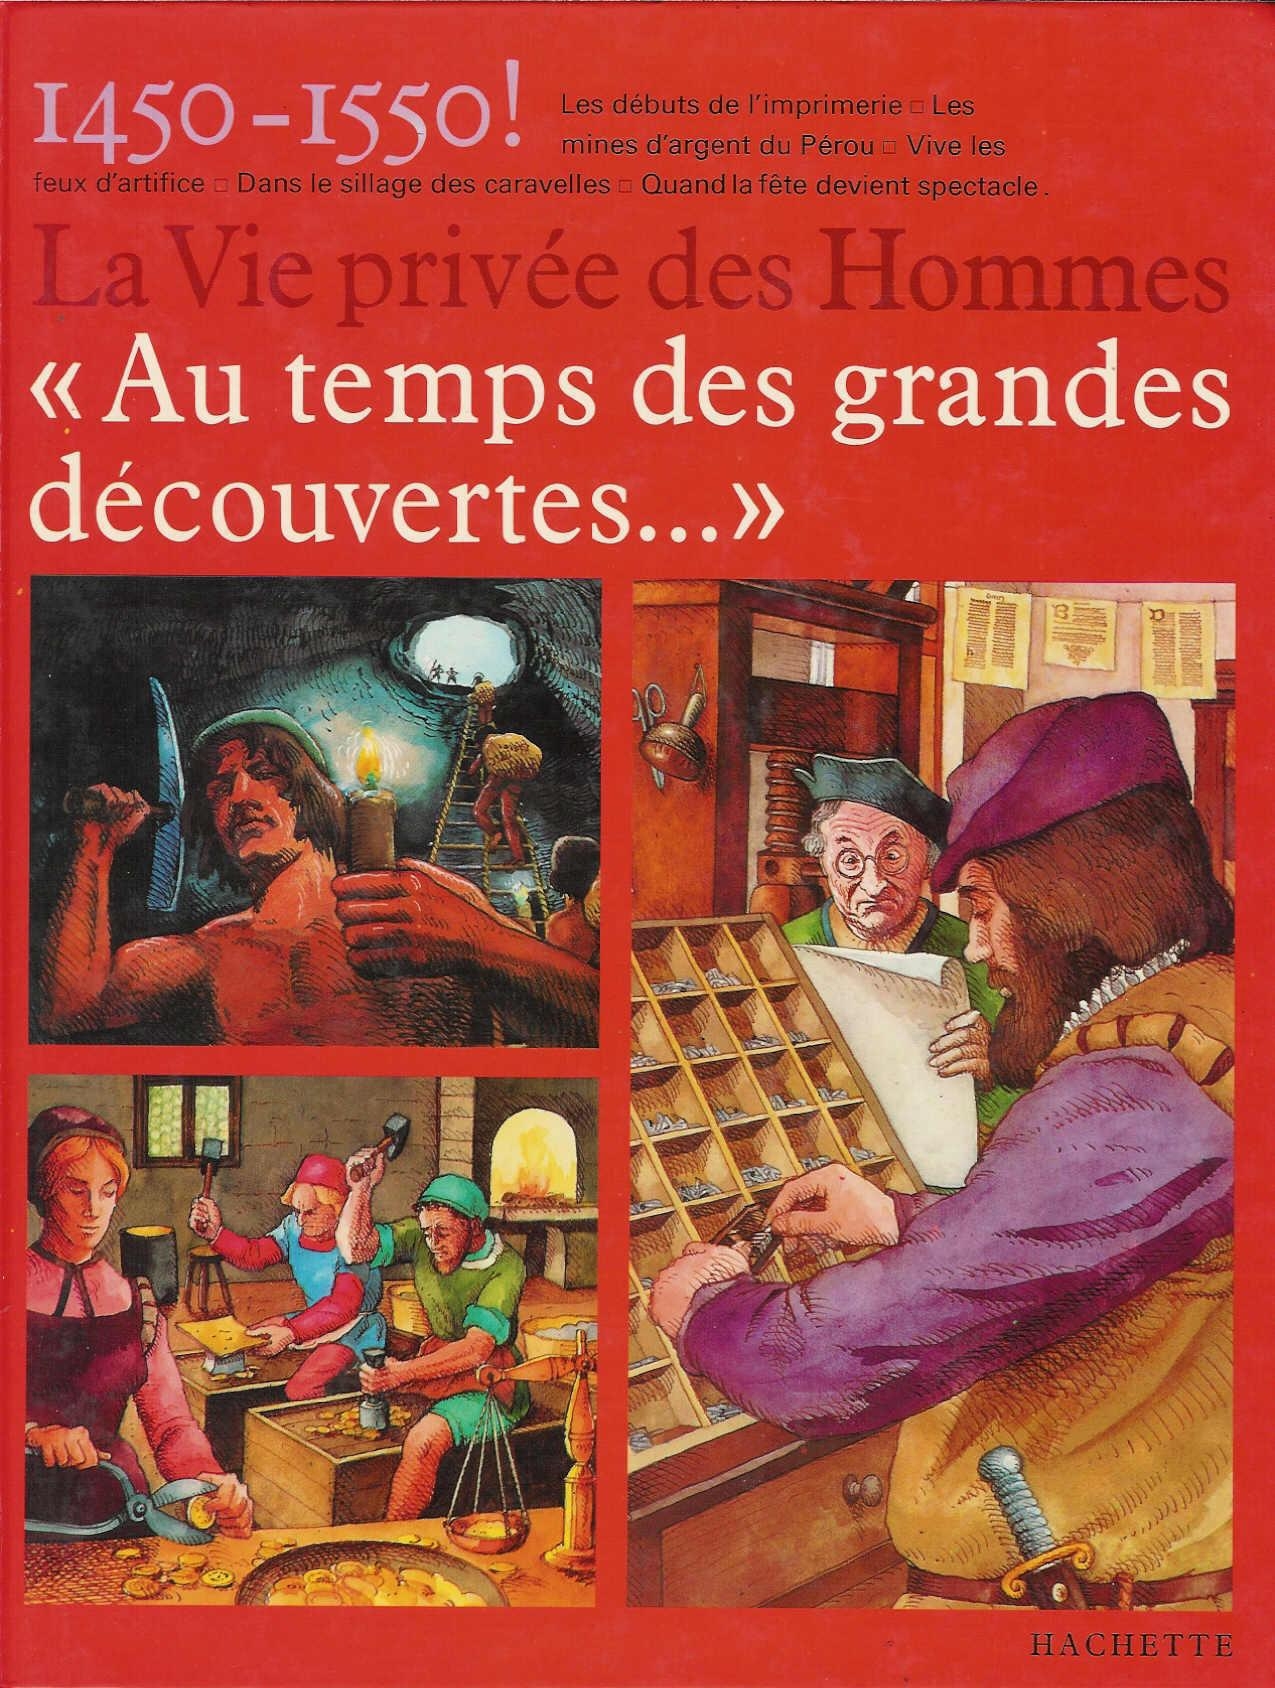 1450-1550!
Les débuts de l'imprimerie □ Les
mines d'argent du Pérou □ Vive les
feux d'artifice □ Dans le sillage des caravelles □ Quand la fête devient spectacle.
La Vie privée des Hommes
« Au temps des grandes
découvertes... »
HACHETTE